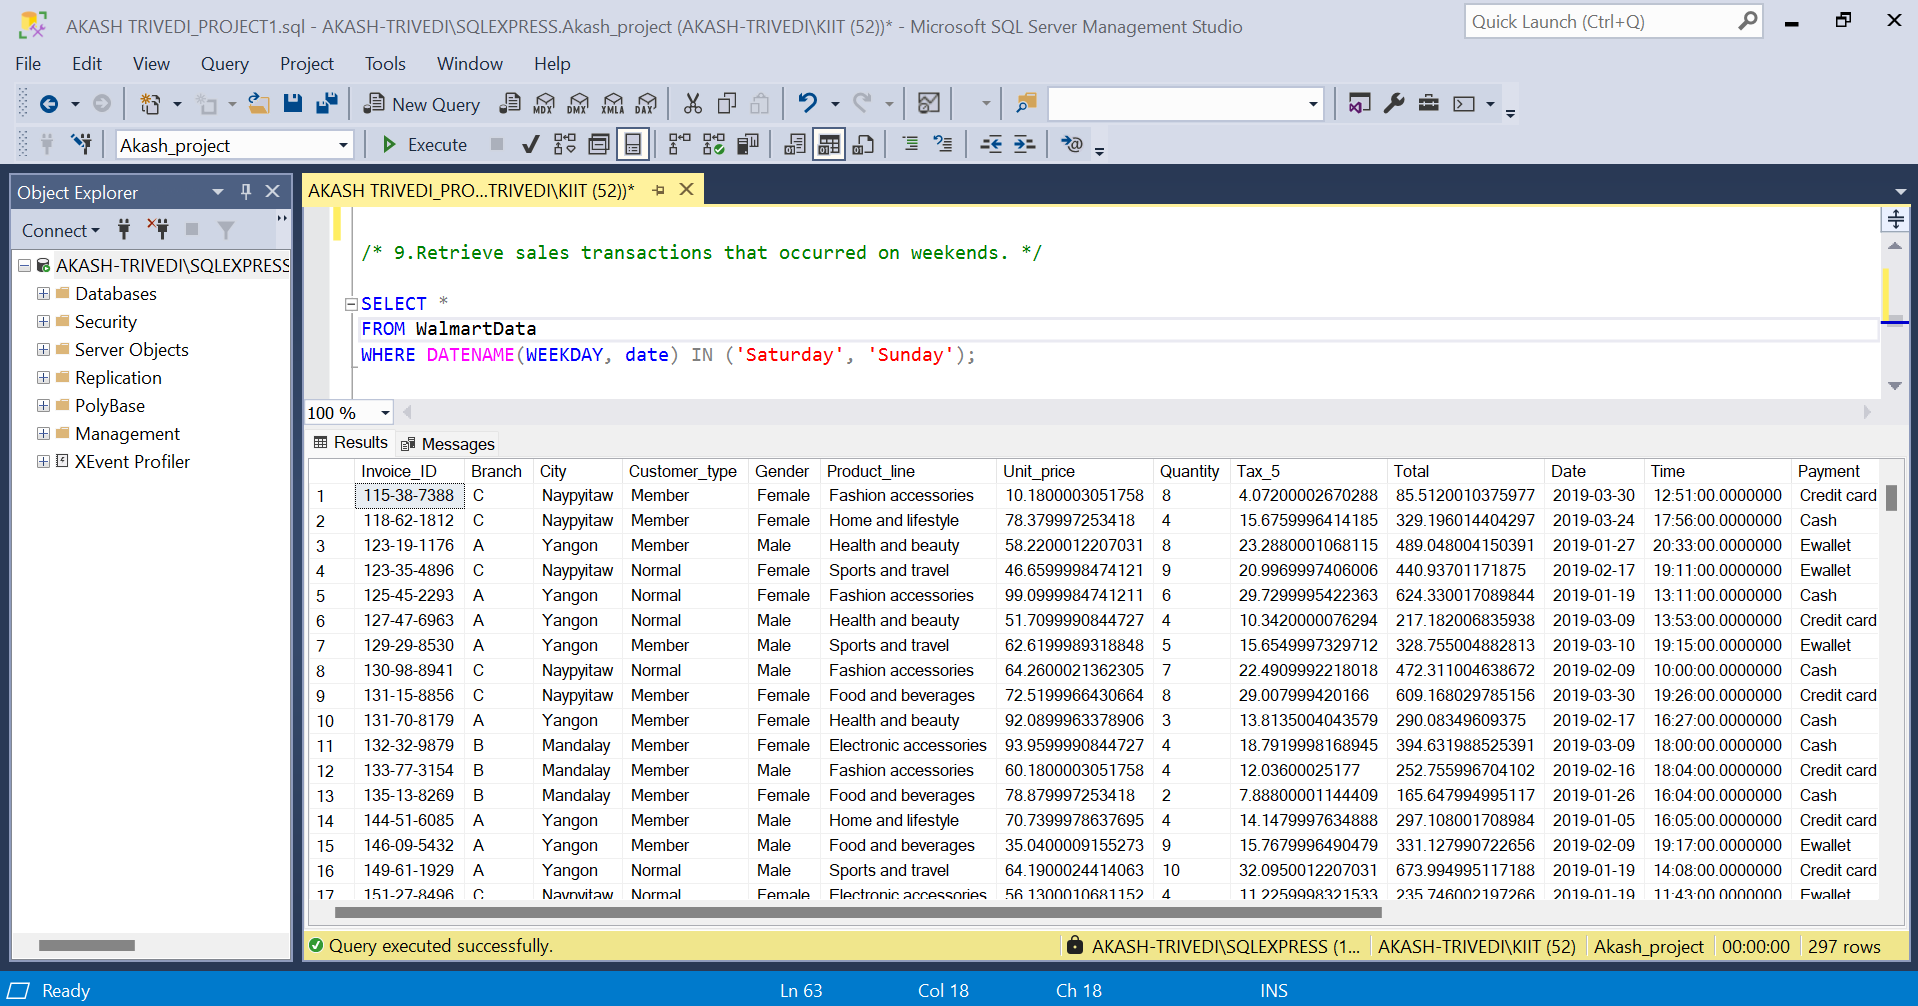 AKASH TRIVEDI_PROJECT1.sql - AKASH-TRIVEDI\SQLEXPRESS.Akash_project (AKASH-TRIVEDI\KIIT (52))* - Microsoft SQL Server Management Studio
Quick Launch (Ctrl+Q)
File Edit View Query Project Tools Window Help
New Query MDX DMX XMLA DAX
Akash_project Execute
Object Explorer
Connect
AKASH-TRIVEDI\SQLEXPRESS
Databases
Security
Server Objects
Replication
PolyBase
Management
XEvent Profiler
AKASH TRIVEDI_PRO...TRIVEDI\KIIT (52))*
/* 9.Retrieve sales transactions that occurred on weekends. */
SELECT *
FROM WalmartData
WHERE DATENAME(WEEKDAY, date) IN ('Saturday', 'Sunday');
100 %
Results Messages
Invoice_ID Branch City Customer_type Gender Product_line Unit_price Quantity Tax_5 Total Date Time Payment
1 115-38-7388 C Naypyitaw Member Female Fashion accessories 10.1800003051758 8 4.07200002670288 85.5120010375977 2019-03-30 12:51:00.0000000 Credit card
2 118-62-1812 C Naypyitaw Member Female Home and lifestyle 78.379997253418 4 15.6759996414185 329.196014404297 2019-03-24 17:56:00.0000000 Cash
3 123-19-1176 A Yangon Member Male Health and beauty 58.2200012207031 8 23.2880001068115 489.048004150391 2019-01-27 20:33:00.0000000 Ewallet
4 123-35-4896 C Naypyitaw Normal Female Sports and travel 46.6599998474121 9 20.9969997406006 440.93701171875 2019-02-17 19:11:00.0000000 Ewallet
5 125-45-2293 A Yangon Normal Female Fashion accessories 99.0999984741211 6 29.7299995422363 624.330017089844 2019-01-19 13:11:00.0000000 Cash
6 127-47-6963 A Yangon Normal Male Health and beauty 51.7099990844727 4 10.3420000076294 217.182006835938 2019-03-09 13:53:00.0000000 Credit card
7 129-29-8530 A Yangon Member Male Sports and travel 62.6199989318848 5 15.6549997329712 328.755004882813 2019-03-10 19:15:00.0000000 Ewallet
8 130-98-8941 C Naypyitaw Normal Male Fashion accessories 64.2600021362305 7 22.4909992218018 472.311004638672 2019-02-09 10:00:00.0000000 Cash
9 131-15-8856 C Naypyitaw Member Female Food and beverages 72.5199966430664 8 29.007999420166 609.168029785156 2019-03-30 19:26:00.0000000 Credit card
10 131-70-8179 A Yangon Member Female Health and beauty 92.0899963378906 3 13.8135004043579 290.08349609375 2019-02-17 16:27:00.0000000 Cash
11 132-32-9879 B Mandalay Member Female Electronic accessories 93.9599990844727 4 18.7919998168945 394.631988525391 2019-03-09 18:00:00.0000000 Cash
12 133-77-3154 B Mandalay Member Male Fashion accessories 60.1800003051758 4 12.03600025177 252.755996704102 2019-02-16 18:04:00.0000000 Credit card
13 135-13-8269 B Mandalay Member Female Food and beverages 78.879997253418 2 7.88800001144409 165.647994995117 2019-01-26 16:04:00.0000000 Cash
14 144-51-6085 A Yangon Member Male Home and lifestyle 70.7399978637695 4 14.1479997634888 297.108001708984 2019-01-05 16:05:00.0000000 Credit card
15 146-09-5432 A Yangon Member Male Food and beverages 35.0400009155273 9 15.7679996490479 331.127990722656 2019-02-09 19:17:00.0000000 Ewallet
16 149-61-1929 A Yangon Normal Male Sports and travel 64.1900024414063 10 32.0950012207031 673.994995117188 2019-01-19 14:08:00.0000000 Credit card
17 151-27-8496 C Naypyitaw Normal Female Electronic accessories 56.1300010681152 4 11.2259998321533 235.746002197266 2019-01-19 11:43:00.0000000 Ewallet
Query executed successfully. AKASH-TRIVEDI\SQLEXPRESS (1... AKASH-TRIVEDI\KIIT (52) Akash_project 00:00:00 297 rows
Ready Ln 63 Col 18 Ch 18 INS